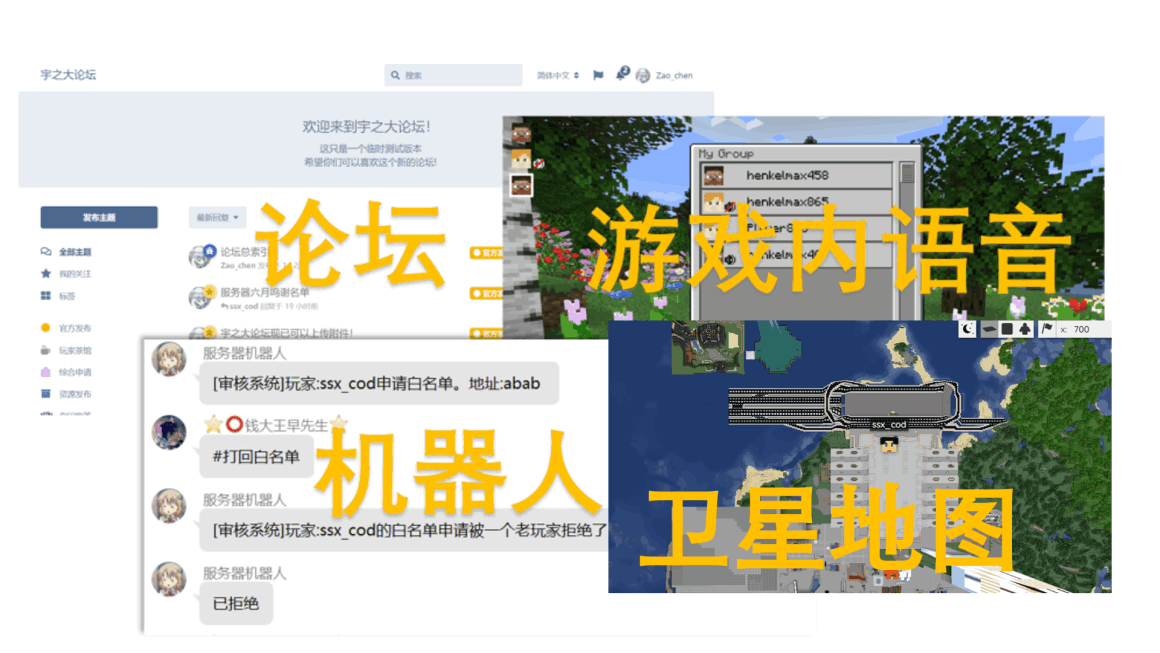 宇之大论坛
搜索
简体中文
2
Zao_chen
欢迎来到宇之大论坛！
这只是一个临时测试版本
希望你们可以喜欢这个新的论坛!
发布主题
最新回复
全部主题
我的关注
标签
官方发布
玩家茶馆
综合申请
资源发布
论坛总索引
Zao_chen
服务器六月鸣谢名单
ssx_cod 回复于 19 小时前
宇之大论坛现已可以上传附件!
论坛
My Group
henkelmax458
henkelmax865
游戏内语音
服务器机器人
[审核系统]玩家:ssx_cod申请白名单。地址:abab
钱大王早先生
#打回白名单
机器人
服务器机器人
[审核系统]玩家:ssx_cod的白名单申请被一个老玩家拒绝了
服务器机器人
已拒绝
x: 700
ssx_cod
卫星地图